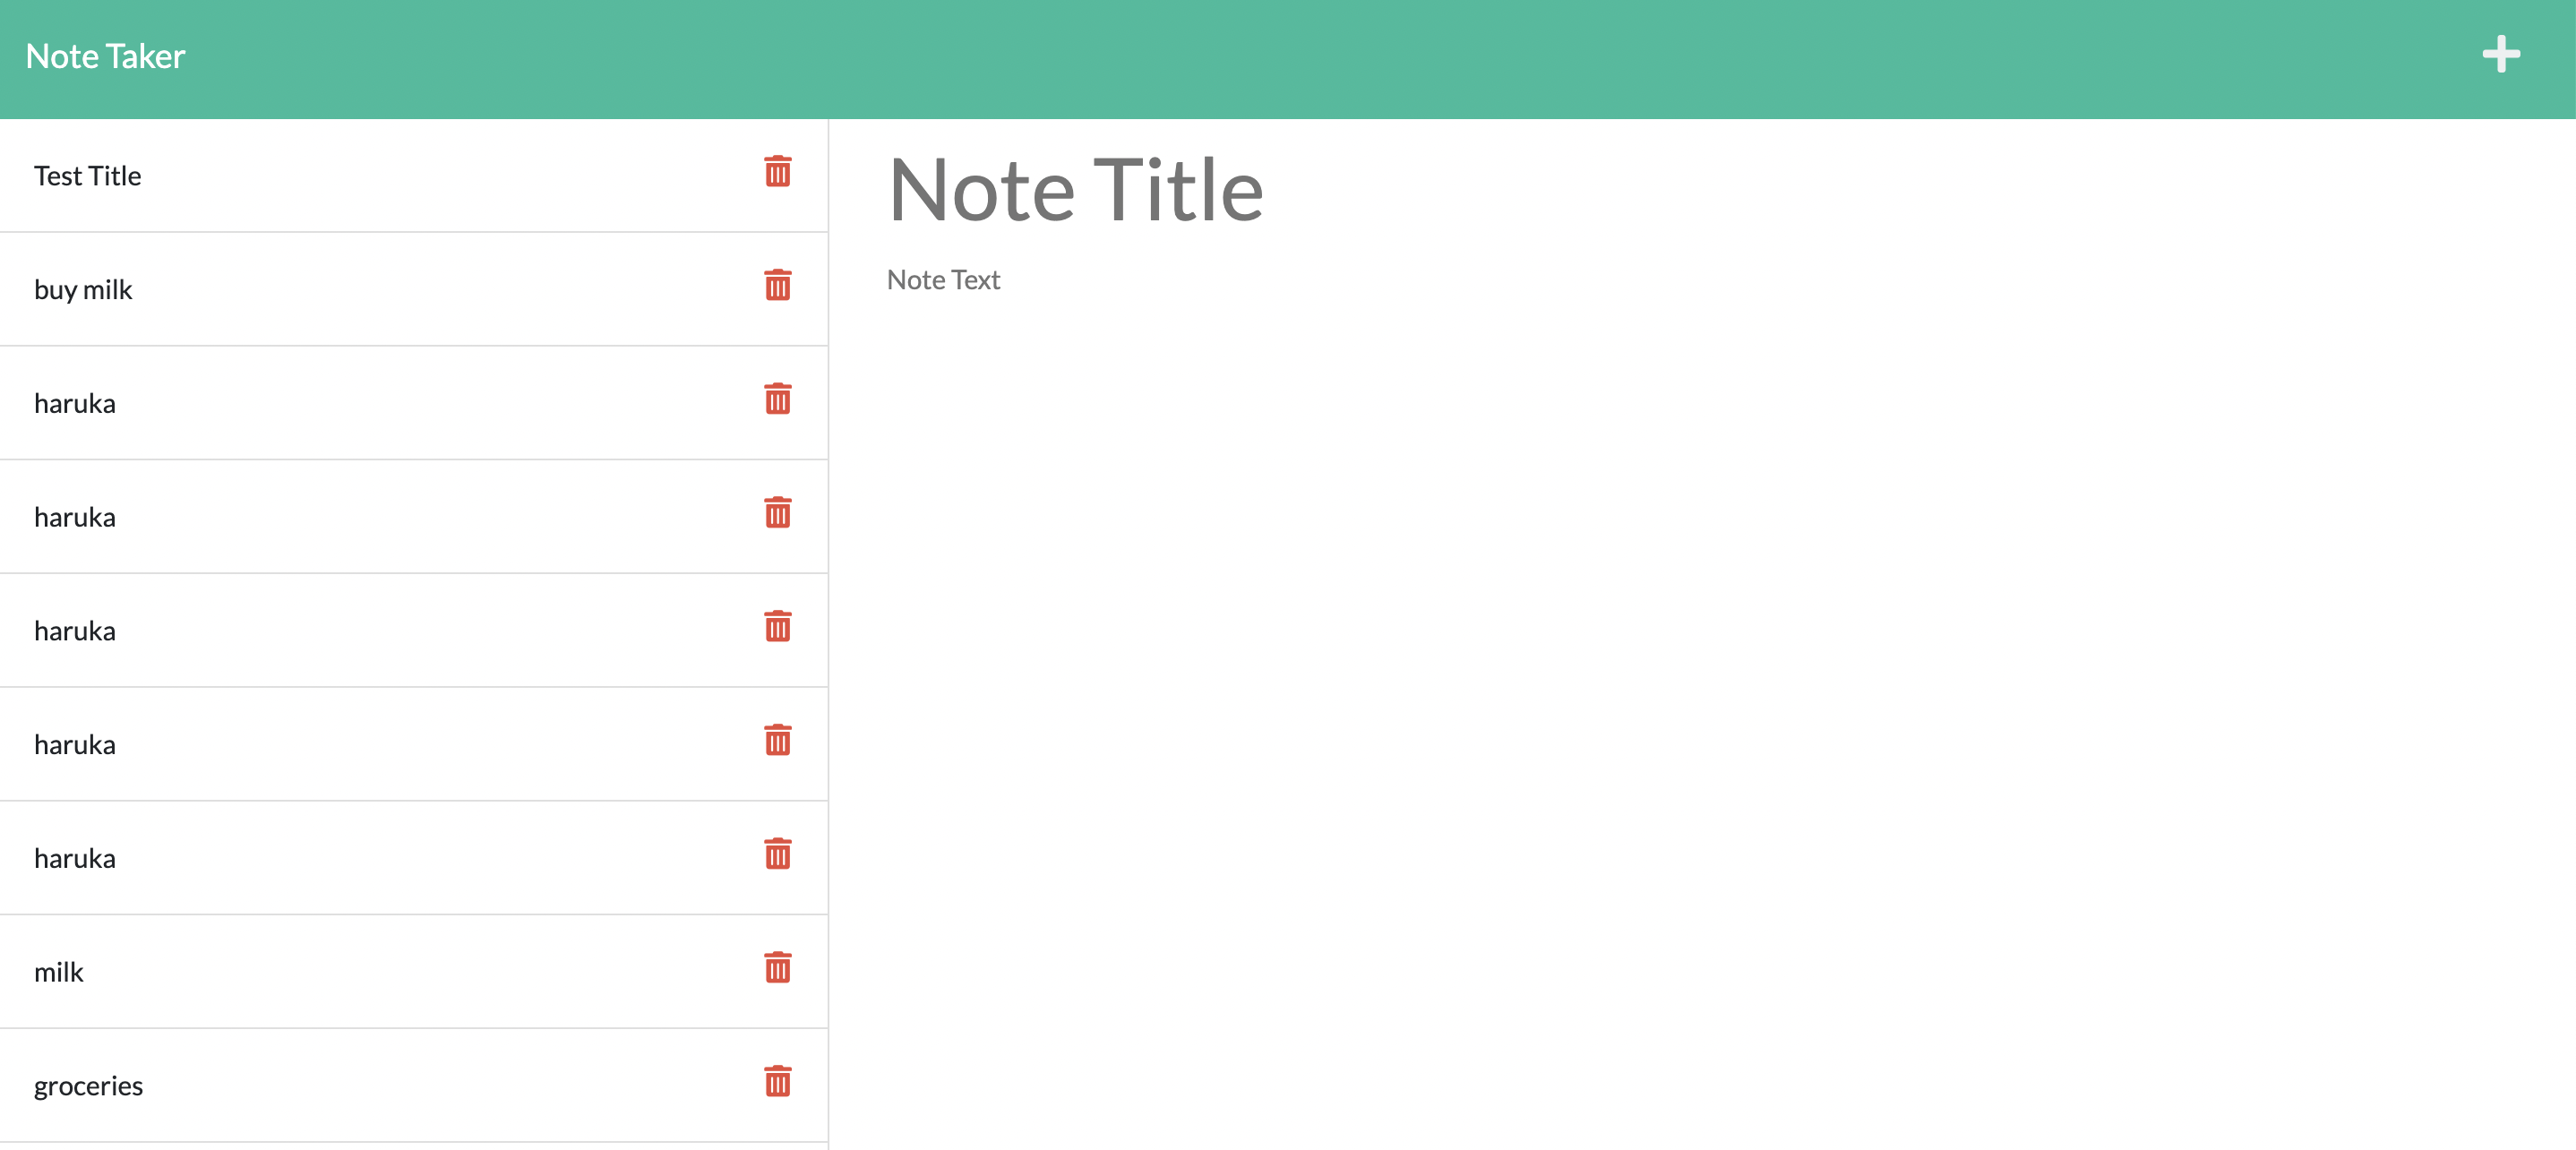 Note Taker
Test Title
buy milk
haruka
haruka
haruka
haruka
haruka
milk
groceries
Note Title
Note Text